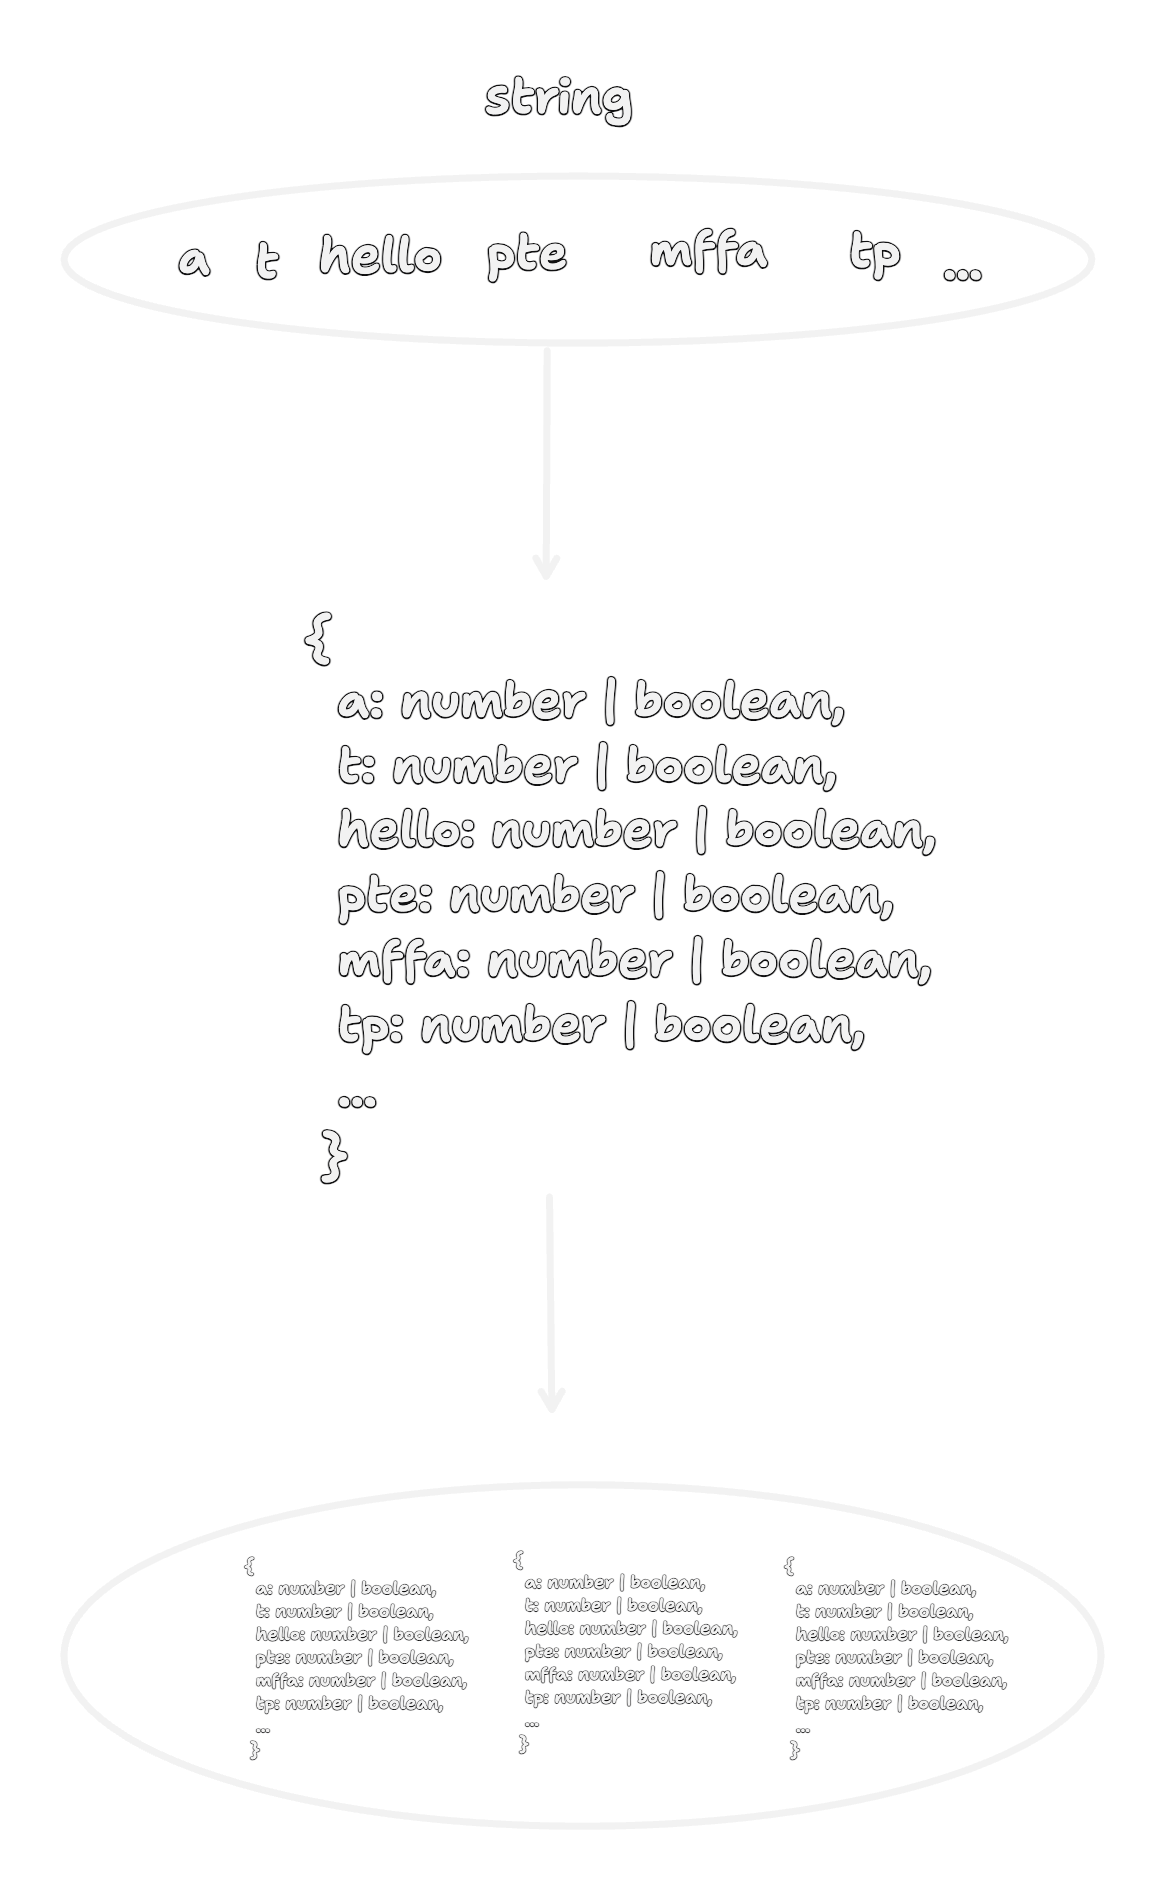 string
a t hello pte mffa tp ...
{
a: number | boolean,
t: number | boolean,
hello: number | boolean,
pte: number | boolean,
mffa: number | boolean,
tp: number | boolean,
...
}
{
a: number | boolean,
t: number | boolean,
hello: number | boolean,
pte: number | boolean,
mffa: number | boolean,
tp: number | boolean,
...
}
{
a: number | boolean,
t: number | boolean,
hello: number | boolean,
pte: number | boolean,
mffa: number | boolean,
tp: number | boolean,
...
}
{
a: number | boolean,
t: number | boolean,
hello: number | boolean,
pte: number | boolean,
mffa: number | boolean,
tp: number | boolean,
...
}